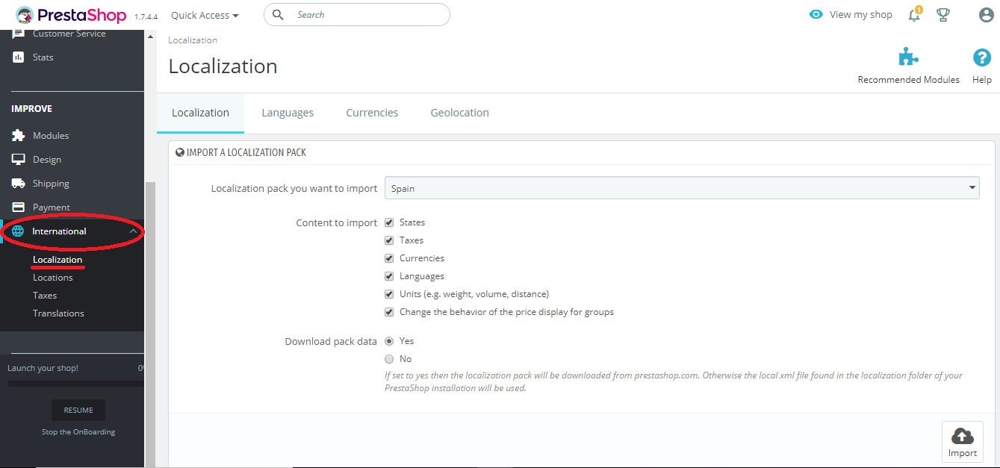 PrestaShop 1.7.4.4 Quick Access Search View my shop 1
Customer Service
Stats
IMPROVE
Modules
Design
Shipping
Payment
International
Localization
Locations
Taxes
Translations
Launch your shop! 0%
RESUME
Stop the OnBoarding
Localization
Localization
Recommended Modules Help
Localization Languages Currencies Geolocation
IMPORT A LOCALIZATION PACK
Localization pack you want to import Spain
Content to import States
Taxes
Currencies
Languages
Units (e.g. weight, volume, distance)
Change the behavior of the price display for groups
Download pack data Yes
No
If set to yes then the localization pack will be downloaded from prestashop.com. Otherwise the local xml file found in the localization folder of your
PrestaShop installation will be used.
Import